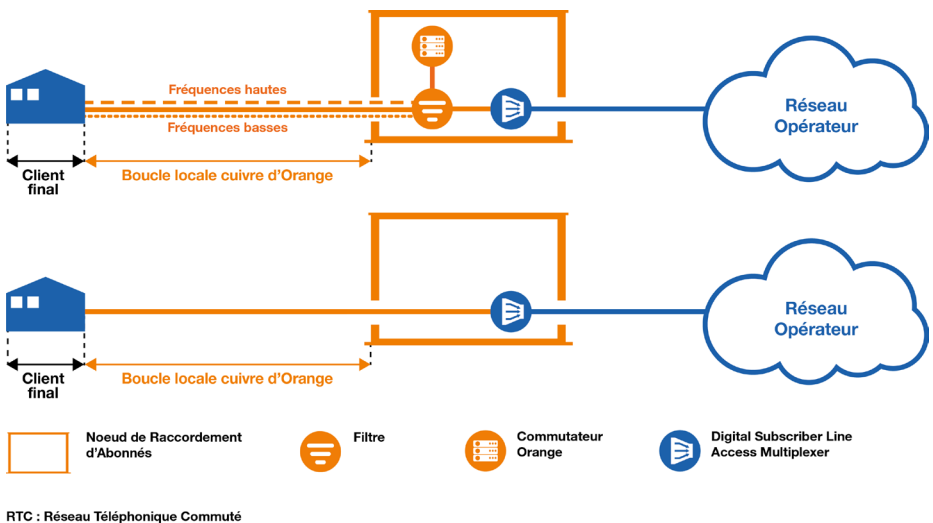 Fréquences hautes
Fréquences basses
Réseau
Opérateur
Client
final
Boucle locale cuivre d'Orange
Réseau
Opérateur
Client
final
Boucle locale cuivre d'Orange
Noeud de Raccordement
d'Abonnés
Filtre
Commutateur
Orange
Digital Subscriber Line
Access Multiplexer
RTC : Réseau Téléphonique Commuté